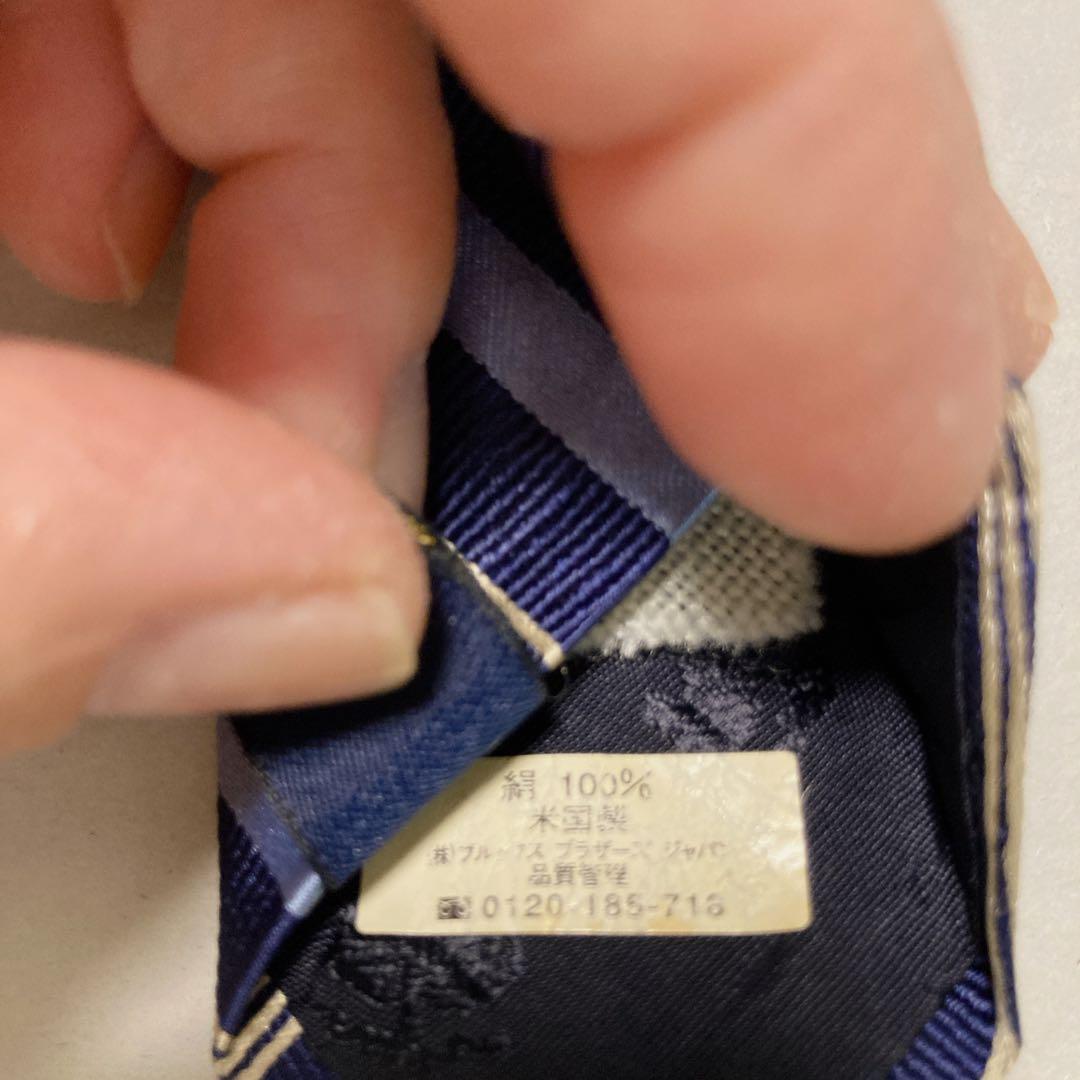 絹 100%
米国製
(株)ブルックス ブラザーズ ジャパン
品質管理
0120-185-718